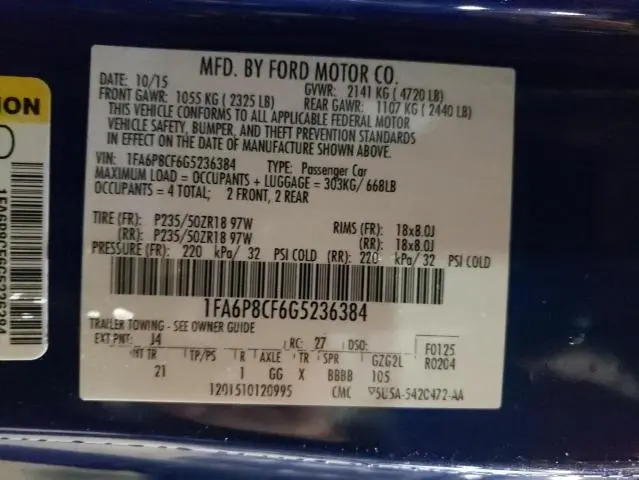 MFD. BY FORD MOTOR CO.
DATE: 10/15 GVWR: 2141 KG ( 4720 LB)
FRONT GAWR: 1055 KG ( 2325 LB) REAR GAWR: 1107 KG ( 2440 LB)
THIS VEHICLE CONFORMS TO ALL APPLICABLE FEDERAL MOTOR
VEHICLE SAFETY, BUMPER, AND THEFT PREVENTION STANDARDS
IN EFFECT ON THE DATE OF MANUFACTURE SHOWN ABOVE.
VIN: 1FA6P8CF6G5236384 TYPE: Passenger Car
MAXIMUM LOAD = OCCUPANTS + LUGGAGE = 303KG/ 668LB
OCCUPANTS = 4 TOTAL; 2 FRONT, 2 REAR
TIRE (FR): P235/50ZR18 97W RIMS (FR): 18x8.0J
(RR): P235/50ZR18 97W (RR): 18x8.0J
PRESSURE (FR): 220 kPa/ 32 PSI COLD (RR): 220 kPa/ 32 PSI COLD
1FA6P8CF6G5236384
TRAILER TOWING - SEE OWNER GUIDE
EXT PNT: J4 RC: 27 DSO: F0125
INT TR TP/PS R AXLE TR SPR GZG2L R0204
21 1 GG X BBBB 105
1201510120995 CMC
ION
1FA6P8CF6G5236384